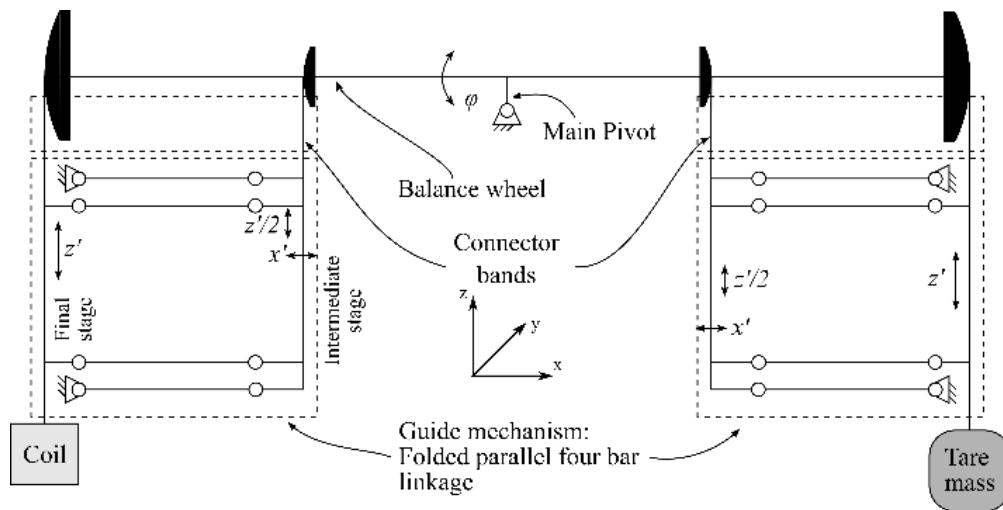 φ
Main Pivot
Balance wheel
z'/2
z'
x'
Connector
bands
Final
stage
Intermediate
stage
z
y
x
z'/2
z'
x'
Guide mechanism:
Folded parallel four bar
linkage
Coil
Tare
mass